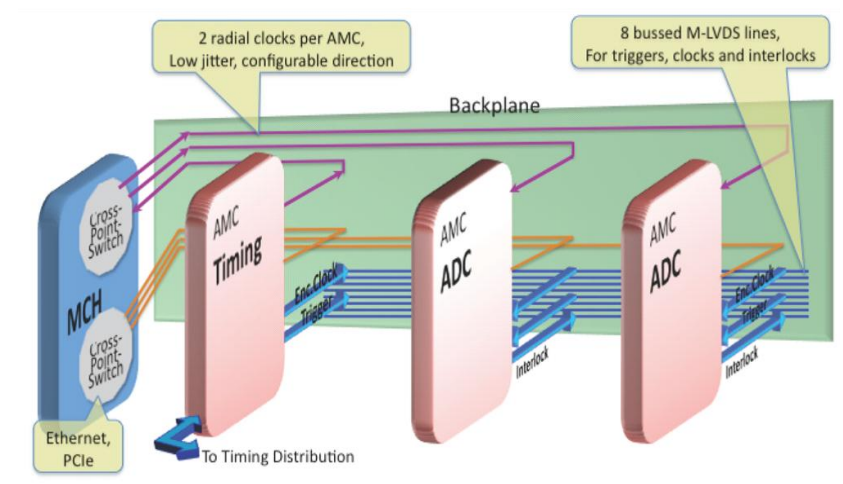 2 radial clocks per AMC,
Low jitter, configurable direction
8 bussed M-LVDS lines,
For triggers, clocks and interlocks
Backplane
Cross-
Point-
Switch
MCH
Cross-
Point-
Switch
Ethernet,
PCIe
AMC
Timing
Enc.Clock
Trigger
To Timing Distribution
AMC
ADC
Interlock
AMC
ADC
Enc.Clock
Trigger
Interlock